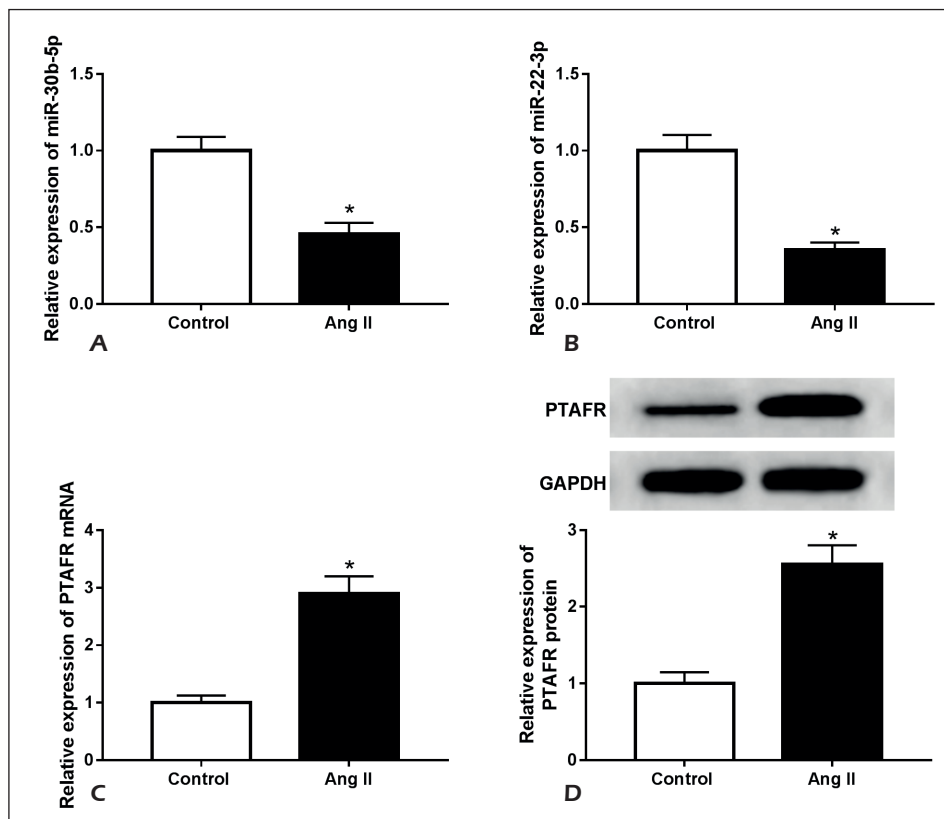 Relative expression of miR-30b-5p
1.5
1.0
0.5
0.0
*
Control
Ang II
A
Relative expression of miR-22-3p
1.5
1.0
0.5
0.0
*
Control
Ang II
B
Relative expression of PTAFR mRNA
4
3
2
1
0
*
Control
Ang II
C
PTAFR
GAPDH
Relative expression of
PTAFR protein
3
2
1
0
*
Control
Ang II
D